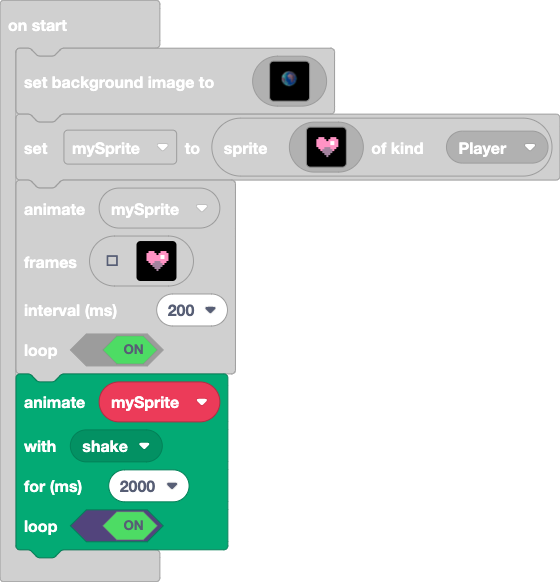 on start
set background image to
set mySprite to sprite of kind Player
animate mySprite
frames
interval (ms) 200
loop ON
animate mySprite
with shake
for (ms) 2000
loop ON